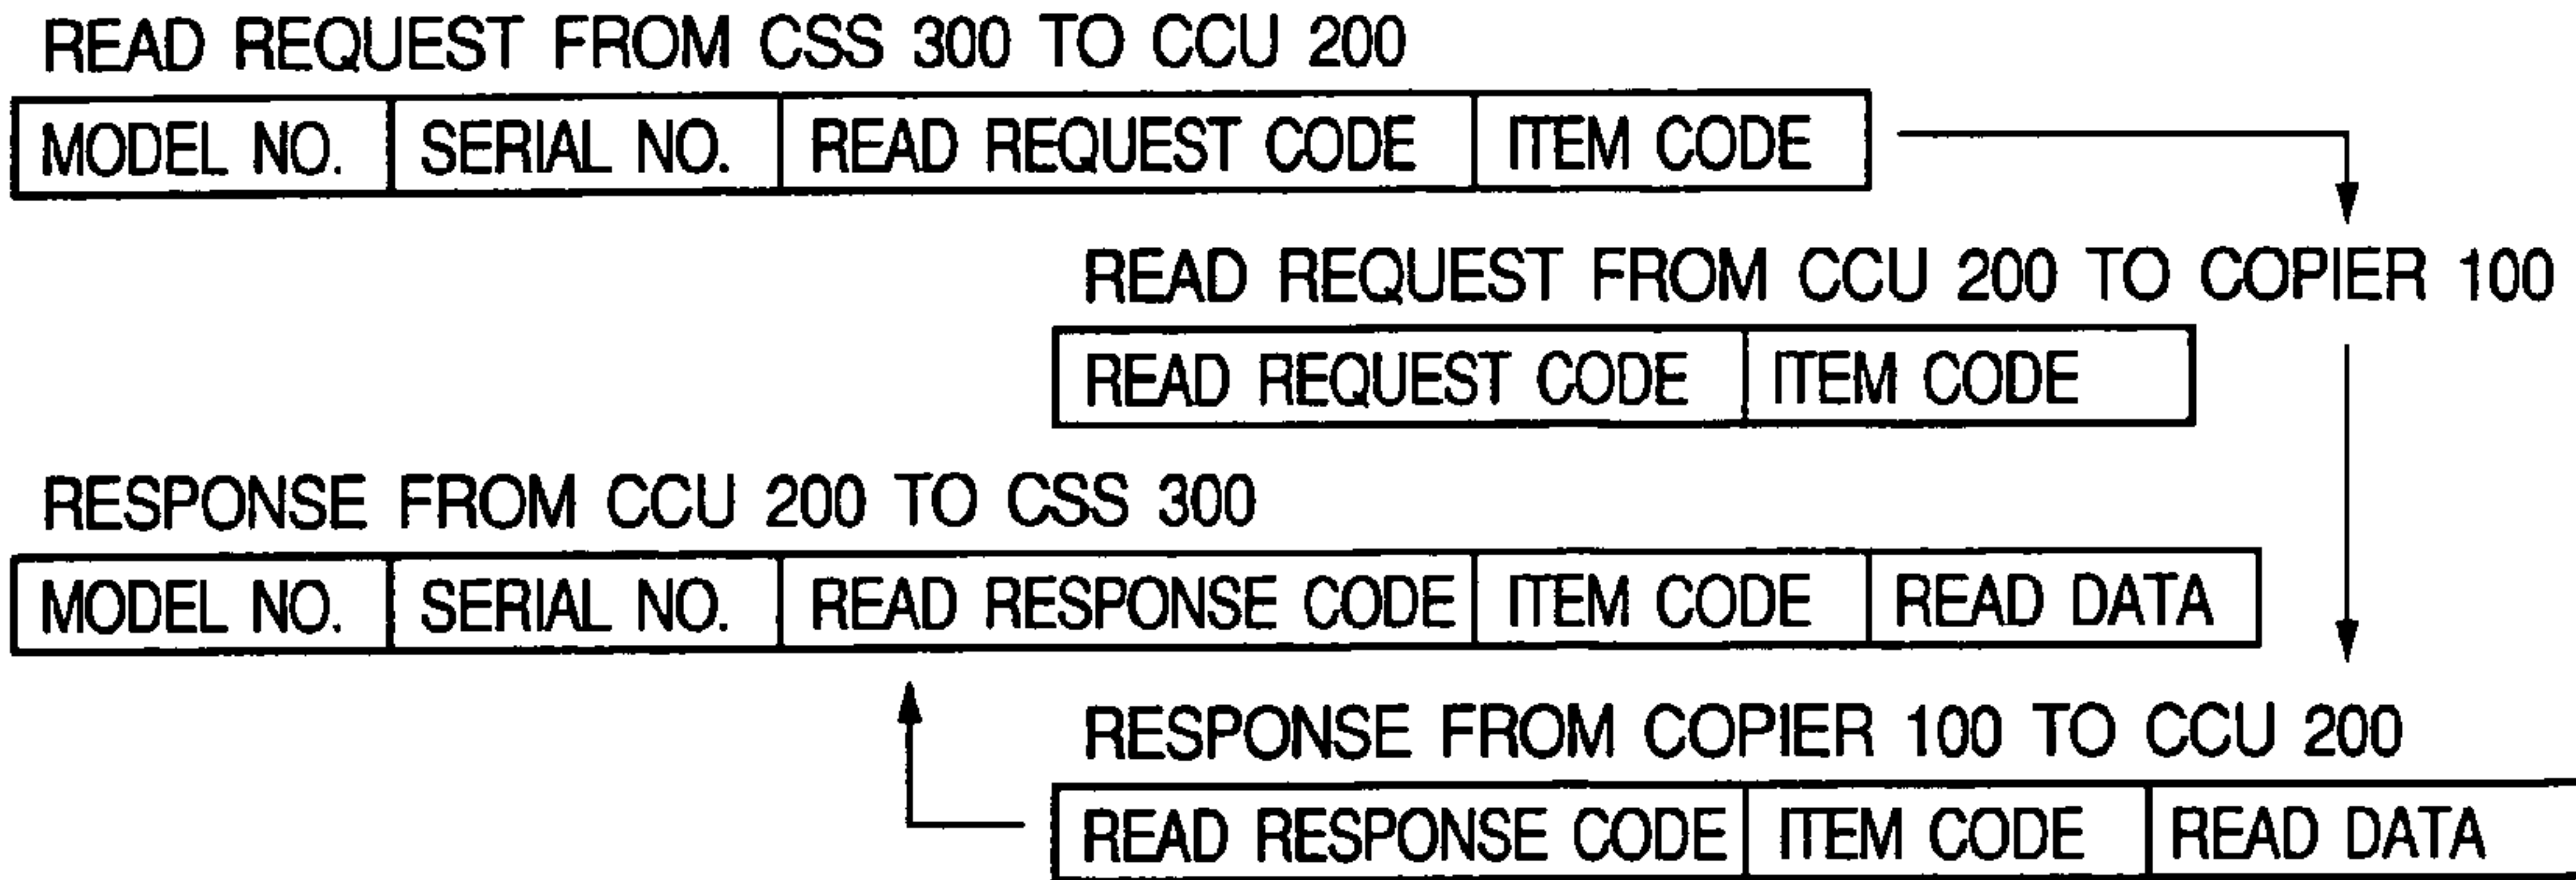 READ REQUEST FROM CSS 300 TO CCU 200
MODEL NO. SERIAL NO. READ REQUEST CODE ITEM CODE
READ REQUEST FROM CCU 200 TO COPIER 100
READ REQUEST CODE ITEM CODE
RESPONSE FROM CCU 200 TO CSS 300
MODEL NO. SERIAL NO. READ RESPONSE CODE ITEM CODE READ DATA
RESPONSE FROM COPIER 100 TO CCU 200
READ RESPONSE CODE ITEM CODE READ DATA